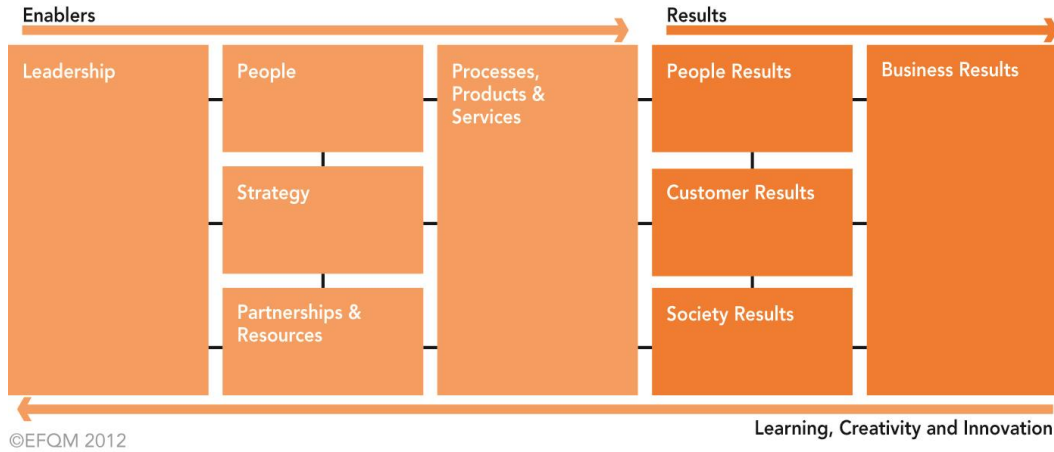 Enablers
Results
Leadership
People
Processes,
Products &
Services
People Results
Business Results
Strategy
Customer Results
Partnerships &
Resources
Society Results
Learning, Creativity and Innovation
©EFQM 2012